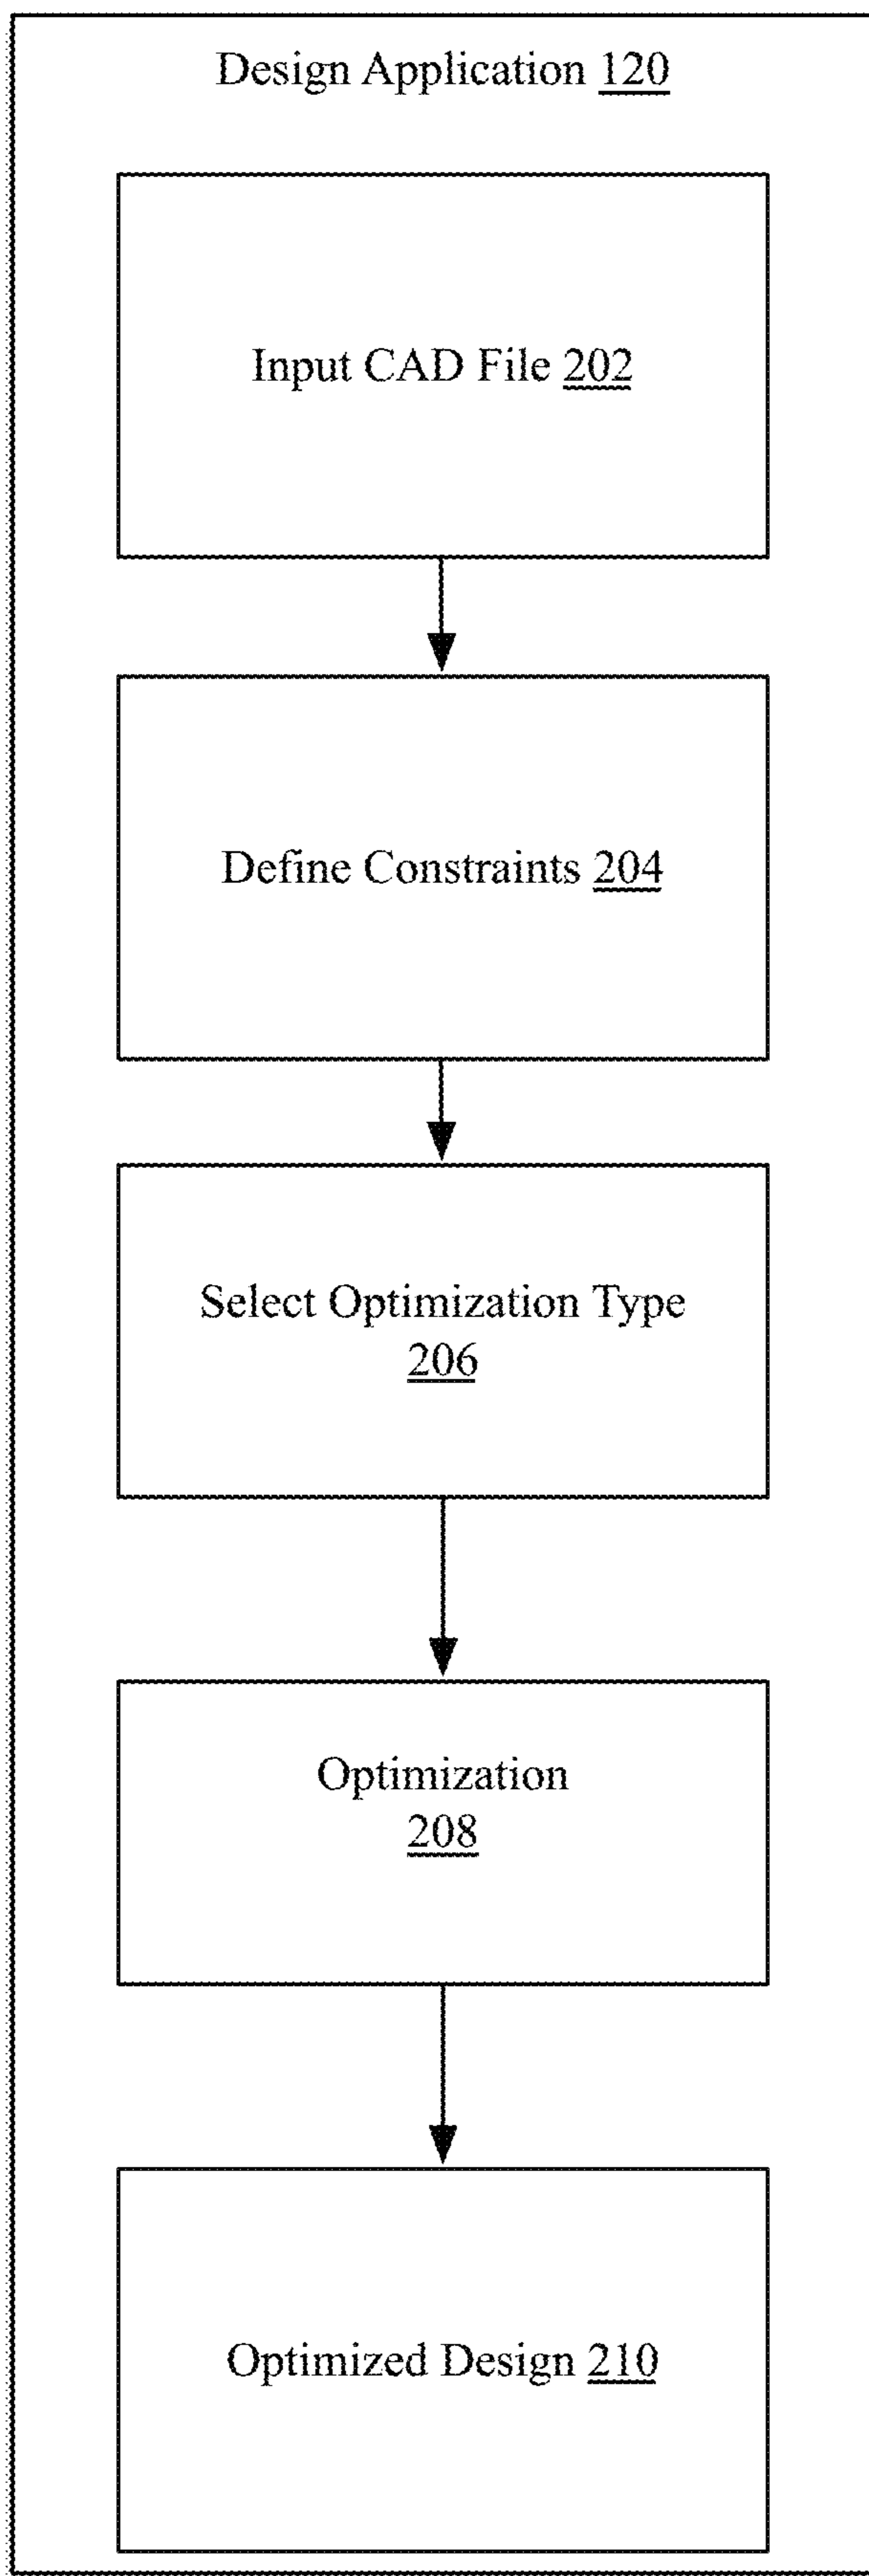 Design Application 120
Input CAD File 202
Define Constraints 204
Select Optimization Type
206
Optimization
208
Optimized Design 210